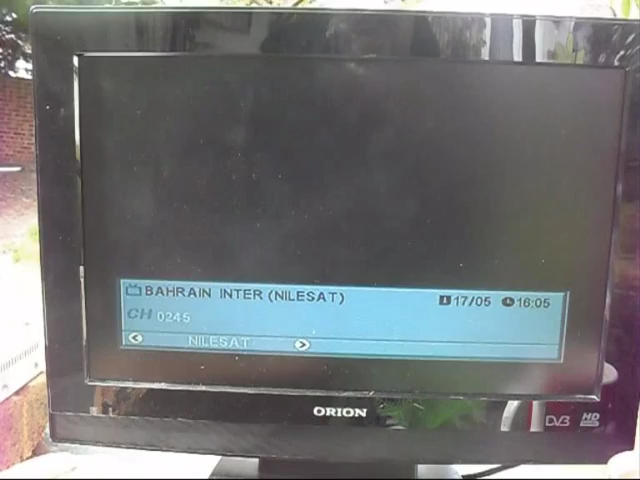 BAHRAIN INTER (NILESAT) 17/05 16:05
CH 0245
NILESAT
ORION
DVB HD